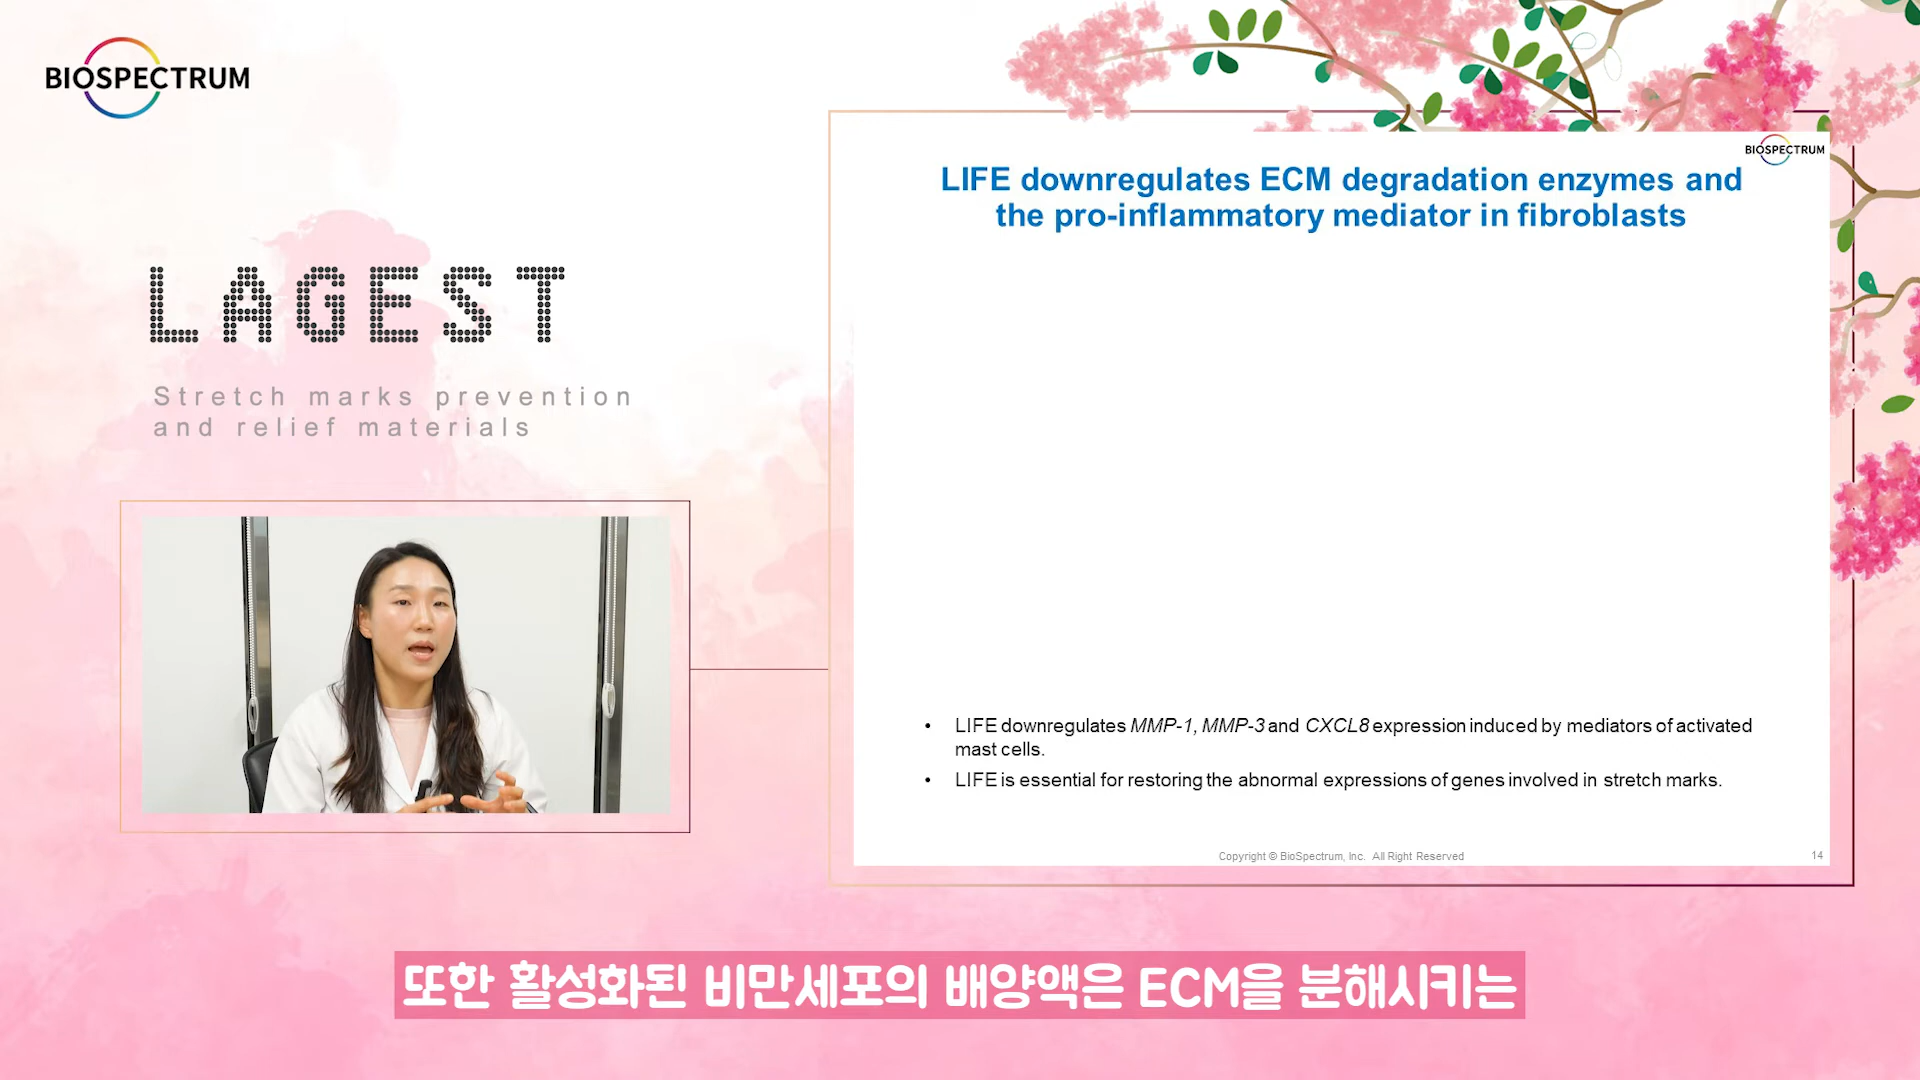 BIOSPECTRUM
LAGEST
Stretch marks prevention
and relief materials
BIOSPECTRUM
LIFE downregulates ECM degradation enzymes and
the pro-inflammatory mediator in fibroblasts
• LIFE downregulates MMP-1, MMP-3 and CXCL8 expression induced by mediators of activated
mast cells.
• LIFE is essential for restoring the abnormal expressions of genes involved in stretch marks.
Copyright © BioSpectrum, Inc. All Right Reserved
14
또한 활성화된 비만세포의 배양액은 ECM을 분해시키는